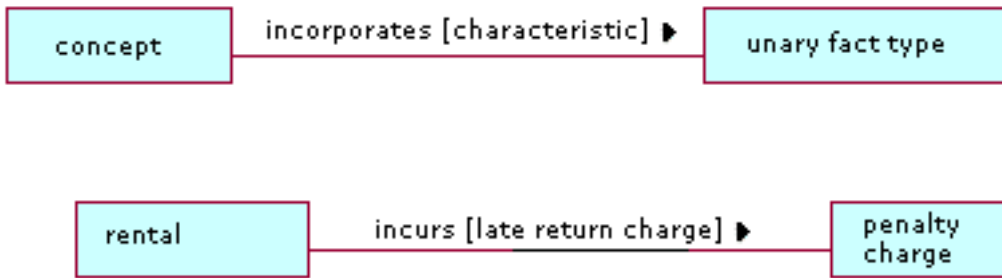 concept
incorporates [characteristic]
unary fact type
rental
incurs [late return charge]
penalty
charge